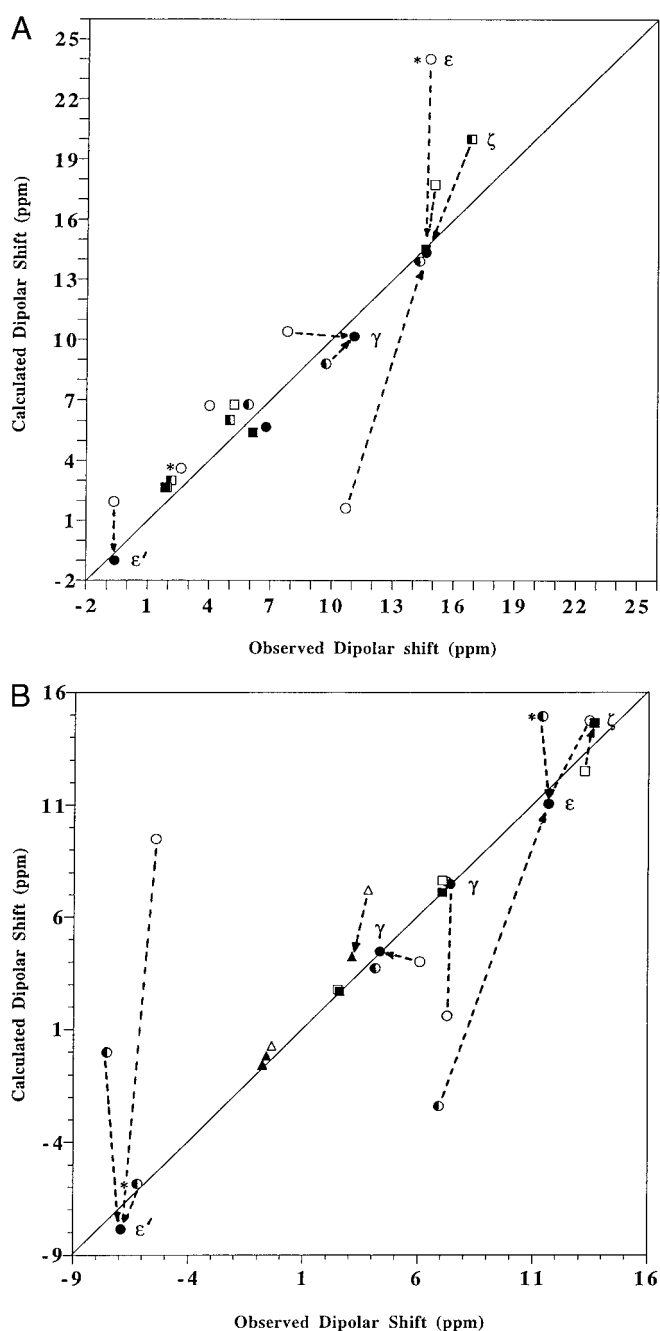 A
26
* ε
22
ζ
19
16
13
10
γ
7
4
*
1
ε′
-2
-2 1 4 7 10 13 16 19 22 26
Calculated Dipolar Shift (ppm)
Observed Dipolar shift (ppm)
B
16
*
ζ
11
ε
γ
6
γ
1
-4
*
ε′
-9
-9 -4 1 6 11 16
Calculated Dipolar Shift (ppm)
Observed Dipolar Shift (ppm)